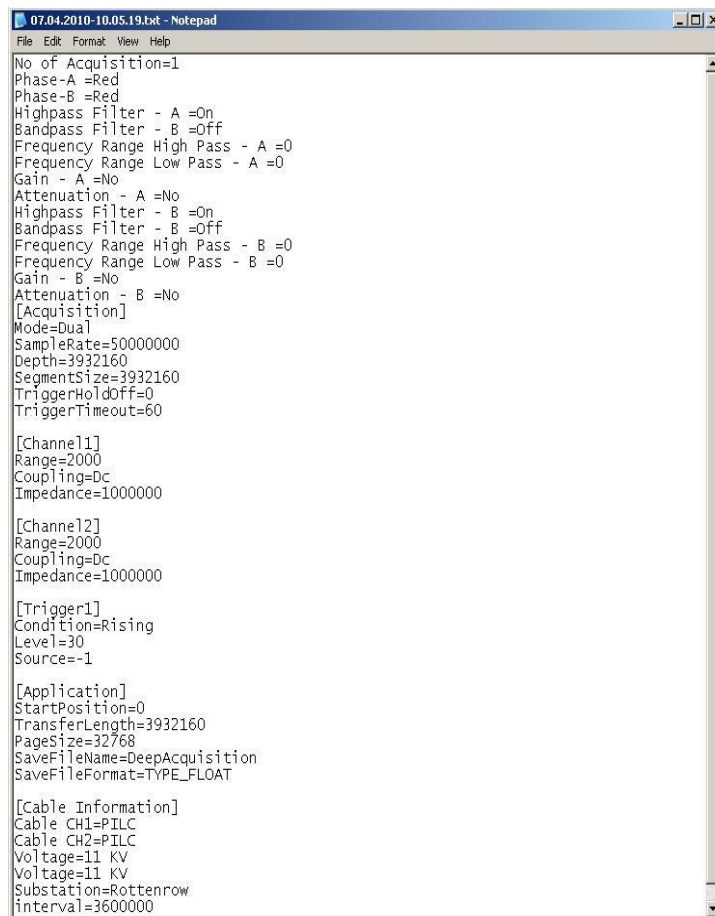 07.04.2010-10.05.19.txt - Notepad
File Edit Format View Help
No of Acquisition=1
Phase-A =Red
Phase-B =Red
Highpass Filter - A =On
Bandpass Filter - B =Off
Frequency Range High Pass - A =0
Frequency Range Low Pass - A =0
Gain - A =No
Attenuation - A =No
Highpass Filter - B =On
Bandpass Filter - B =Off
Frequency Range High Pass - B =0
Frequency Range Low Pass - B =0
Gain - B =No
Attenuation - B =No
[Acquisition]
Mode=Dual
SampleRate=50000000
Depth=3932160
SegmentSize=3932160
TriggerHoldOff=0
TriggerTimeout=60
[Channel1]
Range=2000
Coupling=Dc
Impedance=1000000
[Channel2]
Range=2000
Coupling=Dc
Impedance=1000000
[Trigger1]
Condition=Rising
Level=30
Source=-1
[Application]
StartPosition=0
TransferLength=3932160
PageSize=32768
SaveFileName=DeepAcquisition
SaveFileFormat=TYPE_FLOAT
[Cable Information]
Cable CH1=PILC
Cable CH2=PILC
Voltage=11 KV
Voltage=11 KV
Substation=Rottenrow
interval=3600000